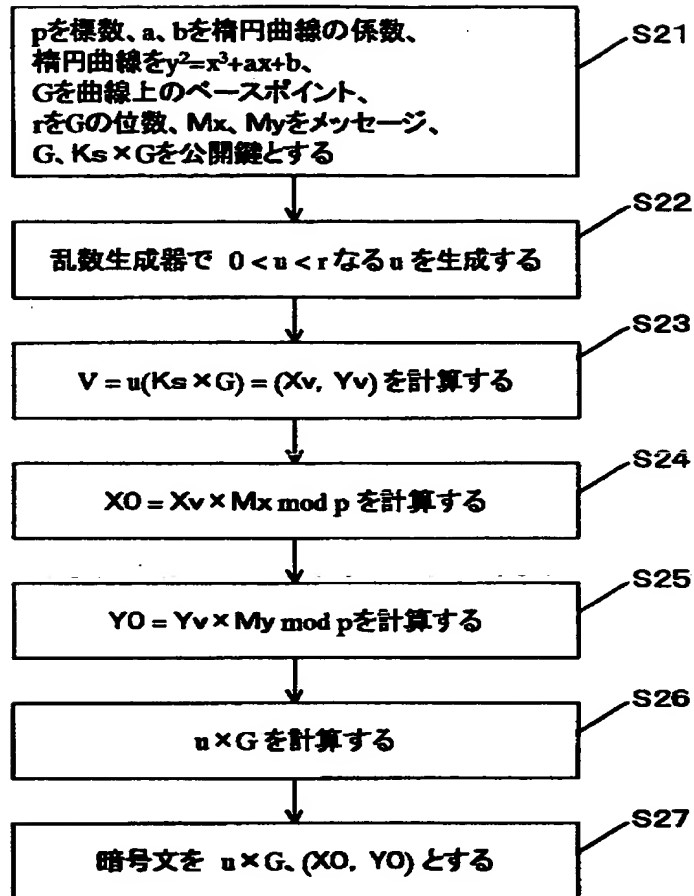 pを標数、a、bを楕円曲線の係数、
楕円曲線をy²=x³+ax+b、
Gを曲線上のベースポイント、
rをGの位数、Mx、Myをメッセージ、
G、Ks×Gを公開鍵とする
S21
乱数生成器で 0<u<rなるuを生成する
S22
V=u(Ks×G)=(Xv, Yv)を計算する
S23
X0=Xv×Mx mod p を計算する
S24
Y0=Yv×My mod pを計算する
S25
u×Gを計算する
S26
暗号文を u×G、(X0, Y0)とする
S27